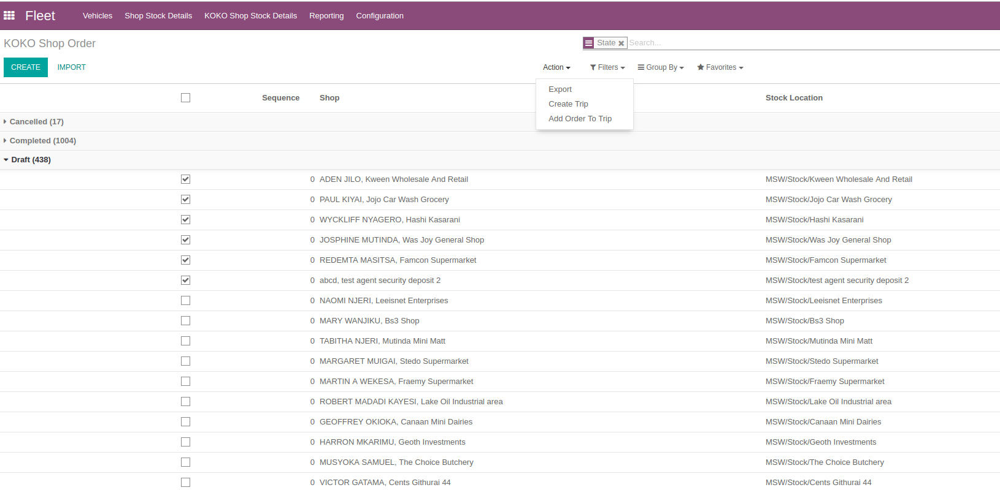 Fleet Vehicles Shop Stock Details KOKO Shop Stock Details Reporting Configuration
KOKO Shop Order State Search...
CREATE IMPORT Action Filters Group By Favorites
Export
Create Trip
Add Order To Trip
Sequence Shop Stock Location
Cancelled (17)
Completed (1004)
Draft (438)
0 ADEN JILO, Kween Wholesale And Retail MSW/Stock/Kween Wholesale And Retail
0 PAUL KIYAI, Jojo Car Wash Grocery MSW/Stock/Jojo Car Wash Grocery
0 WYCKLIFF NYAGERO, Hashi Kasarani MSW/Stock/Hashi Kasarani
0 JOSPHINE MUTINDA, Was Joy General Shop MSW/Stock/Was Joy General Shop
0 REDEMTA MASITSA, Famcon Supermarket MSW/Stock/Famcon Supermarket
0 abcd, test agent security deposit 2 MSW/Stock/test agent security deposit 2
0 NAOMI NJERI, Leeisnet Enterprises MSW/Stock/Leeisnet Enterprises
0 MARY WANJIKU, Bs3 Shop MSW/Stock/Bs3 Shop
0 TABITHA NJERI, Mutinda Mini Matt MSW/Stock/Mutinda Mini Matt
0 MARGARET MUIGAI, Stedo Supermarket MSW/Stock/Stedo Supermarket
0 MARTIN A WEKESA, Fraemy Supermarket MSW/Stock/Fraemy Supermarket
0 ROBERT MADADI KAYESI, Lake Oil Industrial area MSW/Stock/Lake Oil Industrial area
0 GEOFFREY OKIOKA, Canaan Mini Dairies MSW/Stock/Canaan Mini Dairies
0 HARRON MKARIMU, Geoth Investments MSW/Stock/Geoth Investments
0 MUSYOKA SAMUEL, The Choice Butchery MSW/Stock/The Choice Butchery
0 VICTOR GATAMA, Cents Githurai 44 MSW/Stock/Cents Githurai 44